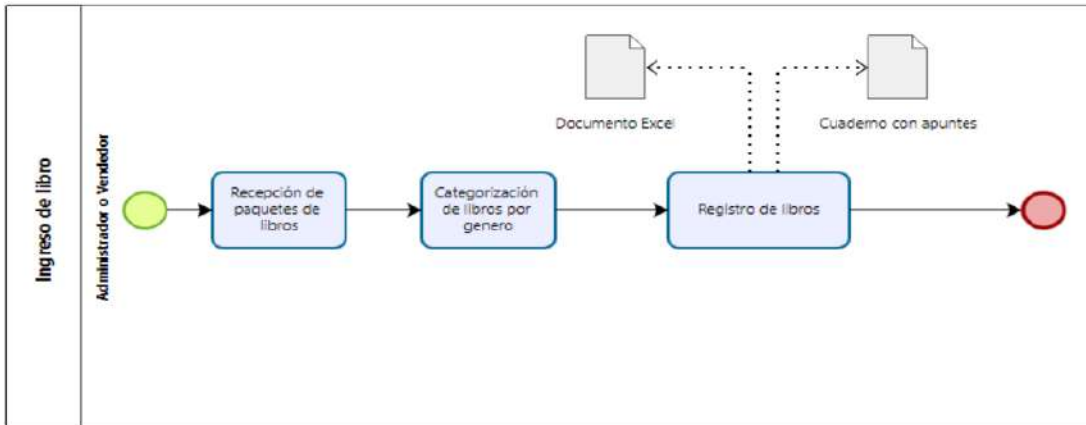 Ingreso de libro
Administrador o Vendedor
Recepción de
paquetes de
libros
Categorización
de libros por
genero
Registro de libros
Documento Excel
Cuaderno con apuntes